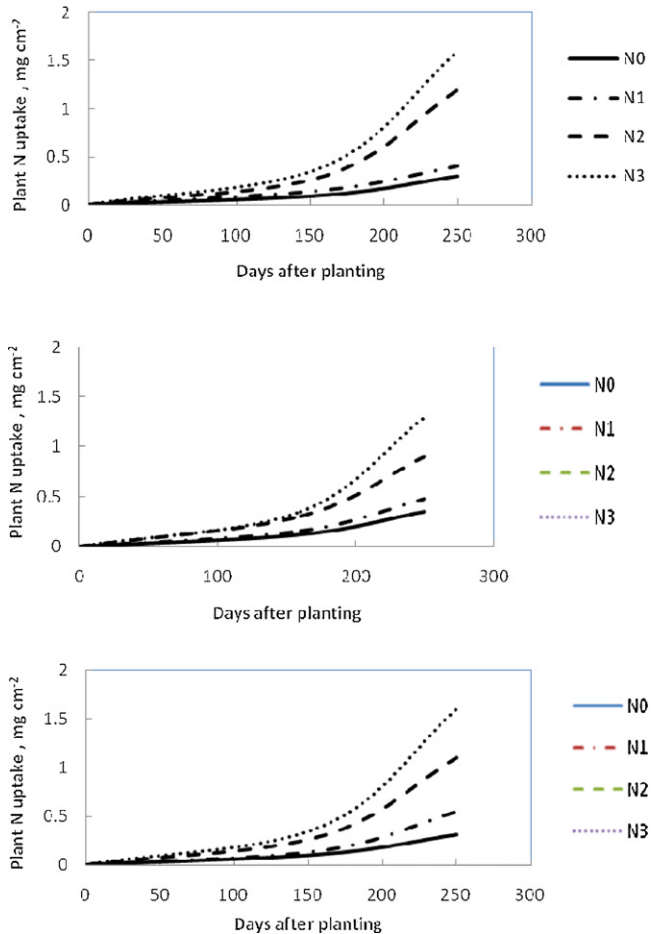 Plant N uptake , mg cm⁻²
2
1.5
1
0.5
0
0 50 100 150 200 250 300
Days after planting
N0
N1
N2
N3
Plant N uptake , mg cm⁻²
2
1.5
1
0.5
0
0 100 200 300
Days after planting
N0
N1
N2
N3
Plant N uptake , mg cm⁻²
2
1.5
1
0.5
0
0 50 100 150 200 250 300
Days after planting
N0
N1
N2
N3